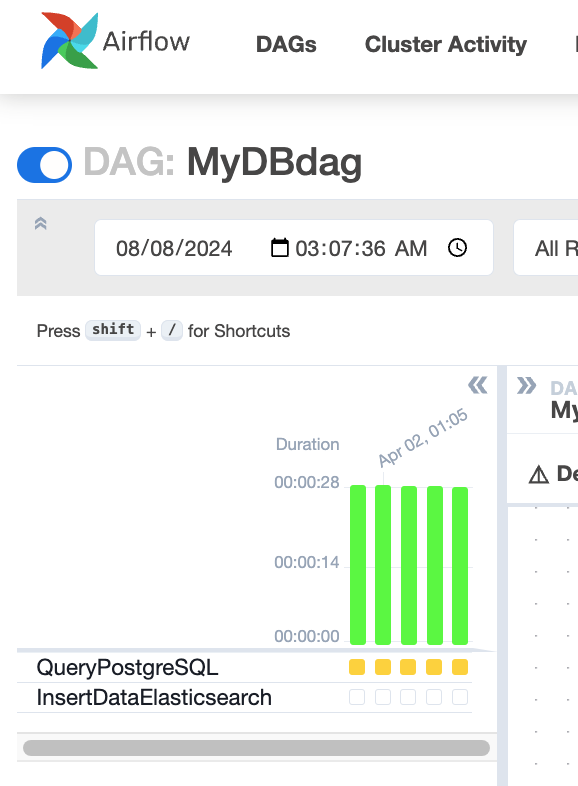 Airflow DAGs Cluster Activity
DAG: MyDBdag
08/08/2024 03:07:36 AM All R
Press shift + / for Shortcuts
DA
My
Duration
Apr 02, 01:05
00:00:28
De
00:00:14
00:00:00
QueryPostgreSQL
InsertDataElasticsearch